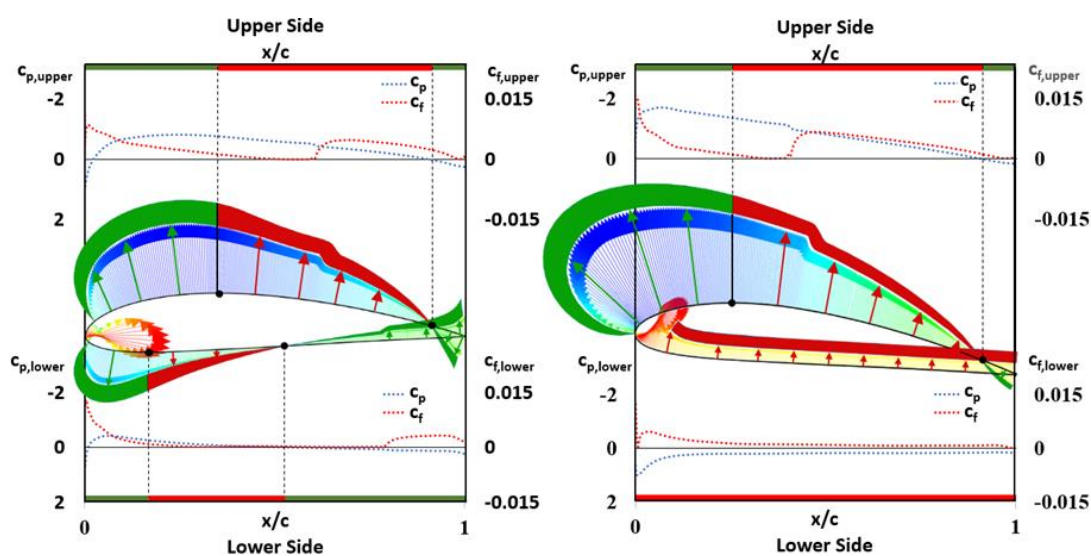 Upper Side
x/c
c_p,upper
c_f,upper
-2
0.015
c_p
c_f
0
0
2
-0.015
c_p,lower
c_f,lower
-2
0.015
c_p
c_f
0
0
2
-0.015
0
x/c
1
Lower Side
Upper Side
x/c
c_p,upper
c_f,upper
-2
0.015
c_p
c_f
0
0
2
-0.015
c_p,lower
c_f,lower
-2
0.015
c_p
c_f
0
0
2
-0.015
0
x/c
1
Lower Side